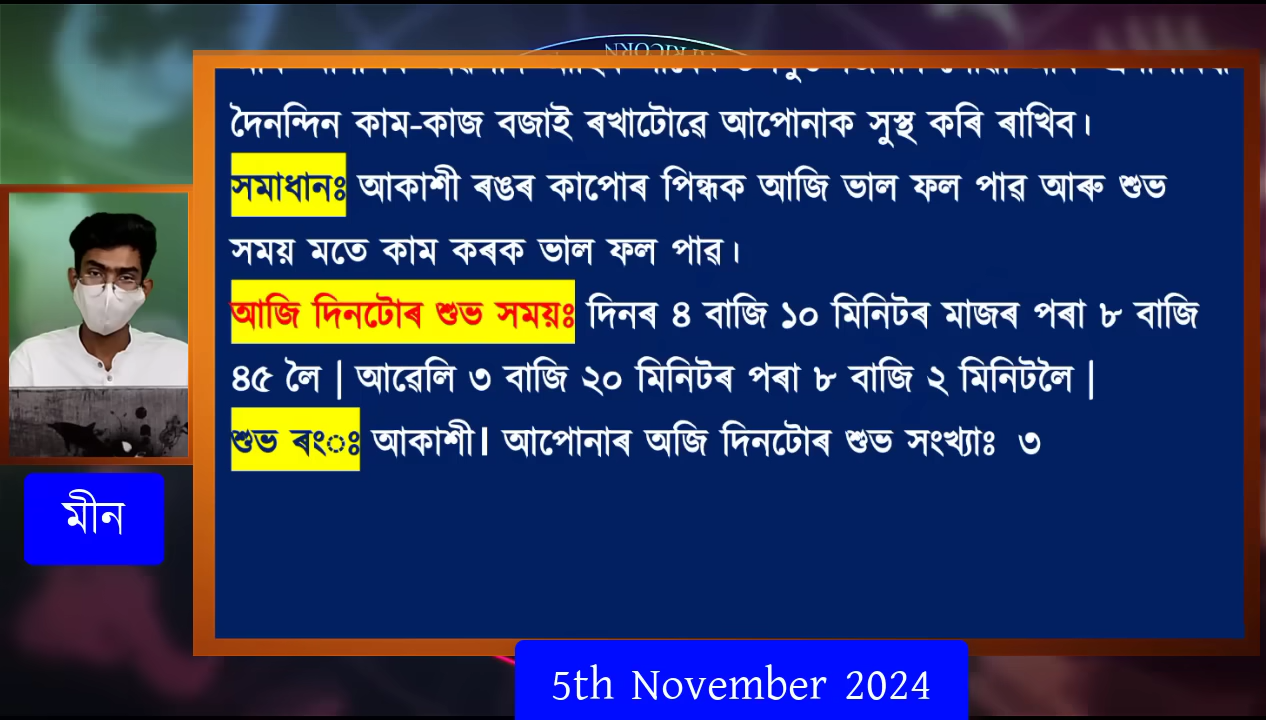 দৈনন্দিন কাম-কাজ বজাই ৰখাটোৱে আপোনাক সুস্থ কৰি ৰাখিব।
সমাধানঃ আকাশী ৰঙৰ কাপোৰ পিন্ধক আজি ভাল ফল পাৱ আৰু শুভ
সময় মতে কাম কৰক ভাল ফল পাৱ।
আজি দিনটোৰ শুভ সময়ঃ দিনৰ ৪ বাজি ১০ মিনিটৰ মাজৰ পৰা ৮ বাজি
৪৫ লৈ | আৱেলি ৩ বাজি ২০ মিনিটৰ পৰা ৮ বাজি ২ মিনিটলৈ |
শুভ ৰংঃ আকাশী। আপোনাৰ অজি দিনটোৰ শুভ সংখ্যাঃ ৩
মীন
5th November 2024